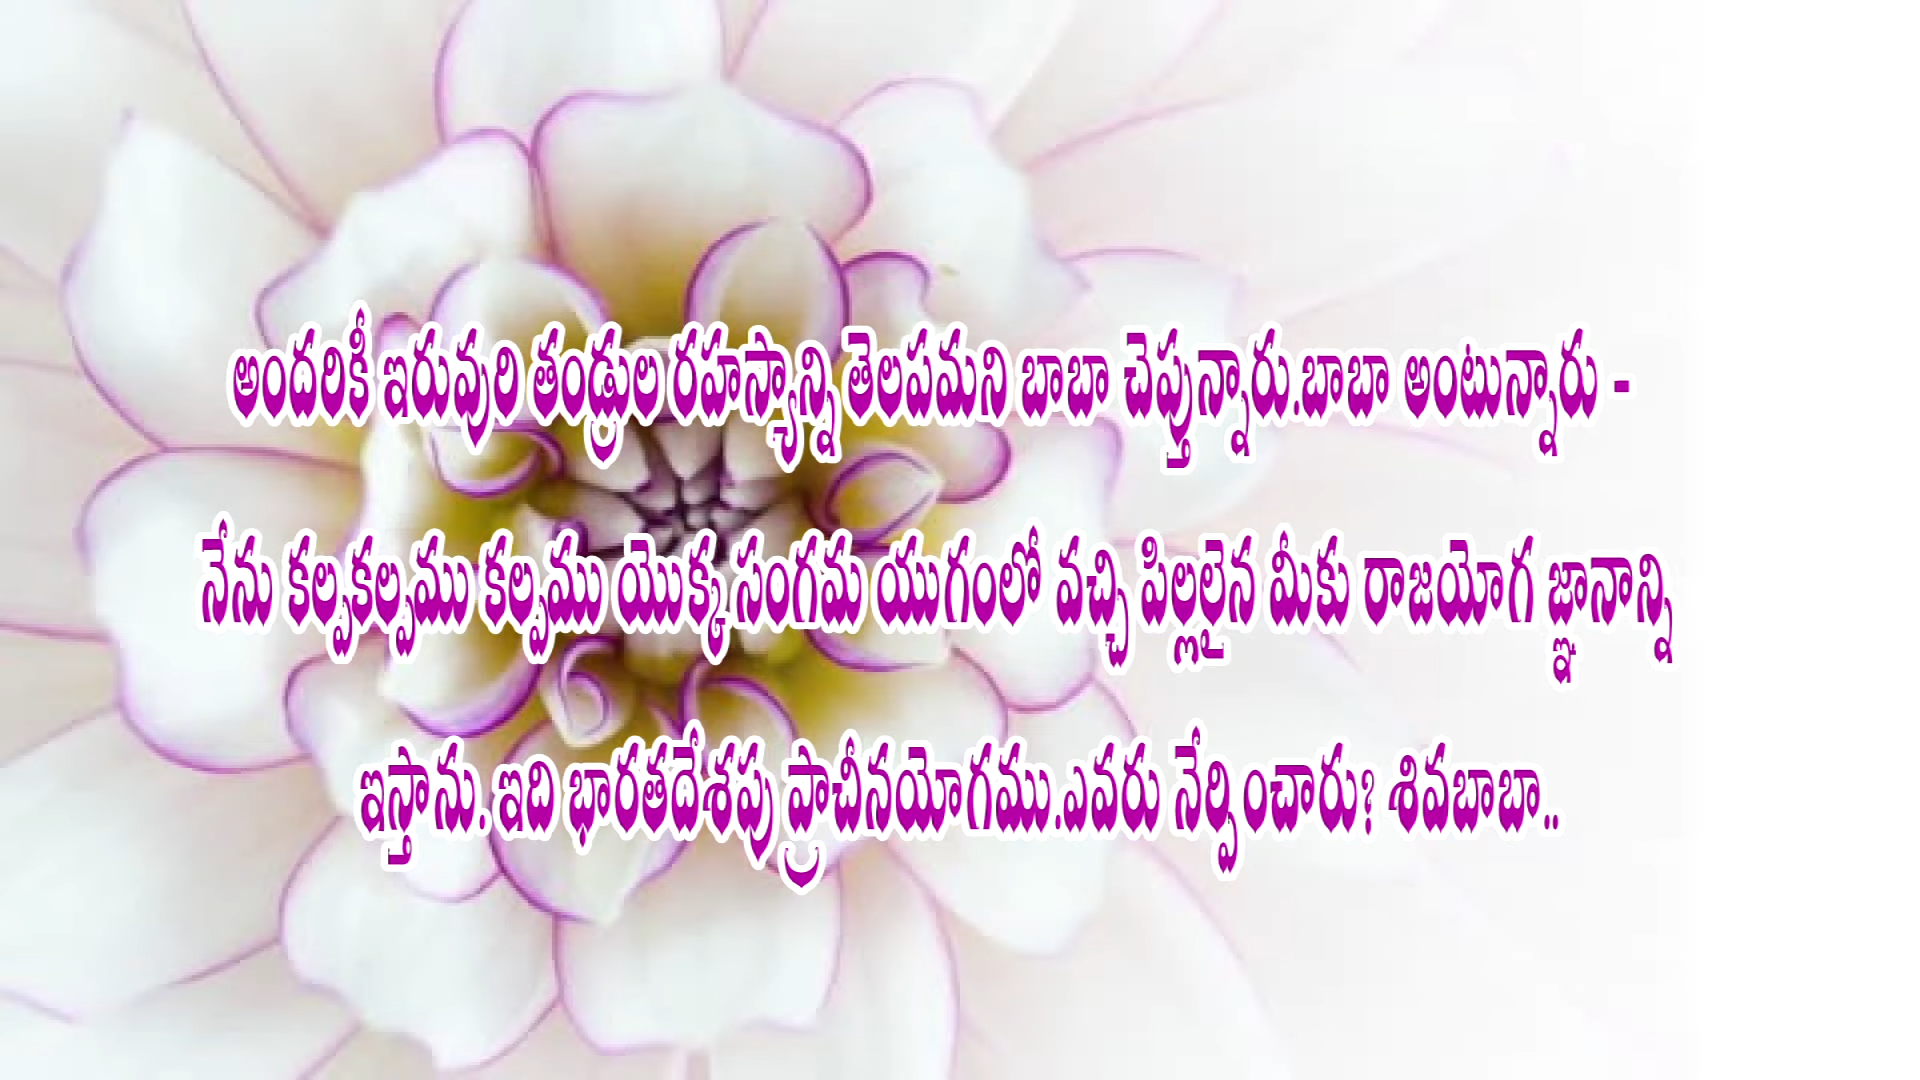 అందరికీ ఇరువురి తండ్రుల రహస్యాన్ని తెలపమని బాబా చెప్తున్నారు.బాబా అంటున్నారు -
నేను కల్పకల్పము కల్పము యొక్క సంగమ యుగంలో వచ్చి పిల్లలైన మీకు రాజయోగ జ్ఞానాన్ని
ఇస్తాను. ఇది భారతదేశపు ప్రాచీనయోగము.ఎవరు నేర్పించారు? శివబాబా..